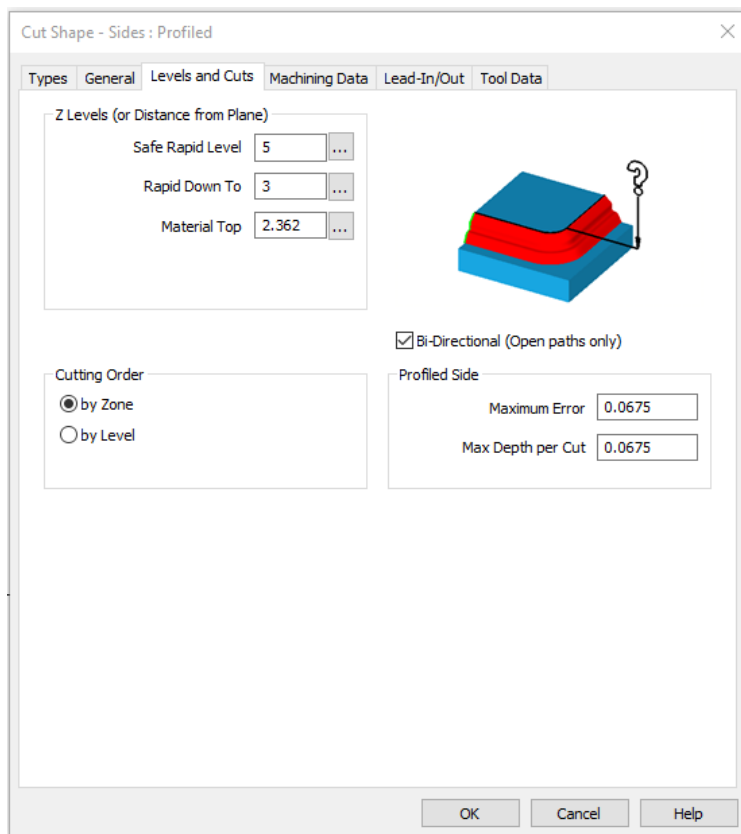 Cut Shape - Sides : Profiled
Types General Levels and Cuts Machining Data Lead-In/Out Tool Data
Z Levels (or Distance from Plane)
Safe Rapid Level 5 ...
Rapid Down To 3 ...
Material Top 2.362 ...
?
Bi-Directional (Open paths only)
Cutting Order
by Zone
by Level
Profiled Side
Maximum Error 0.0675
Max Depth per Cut 0.0675
OK Cancel Help